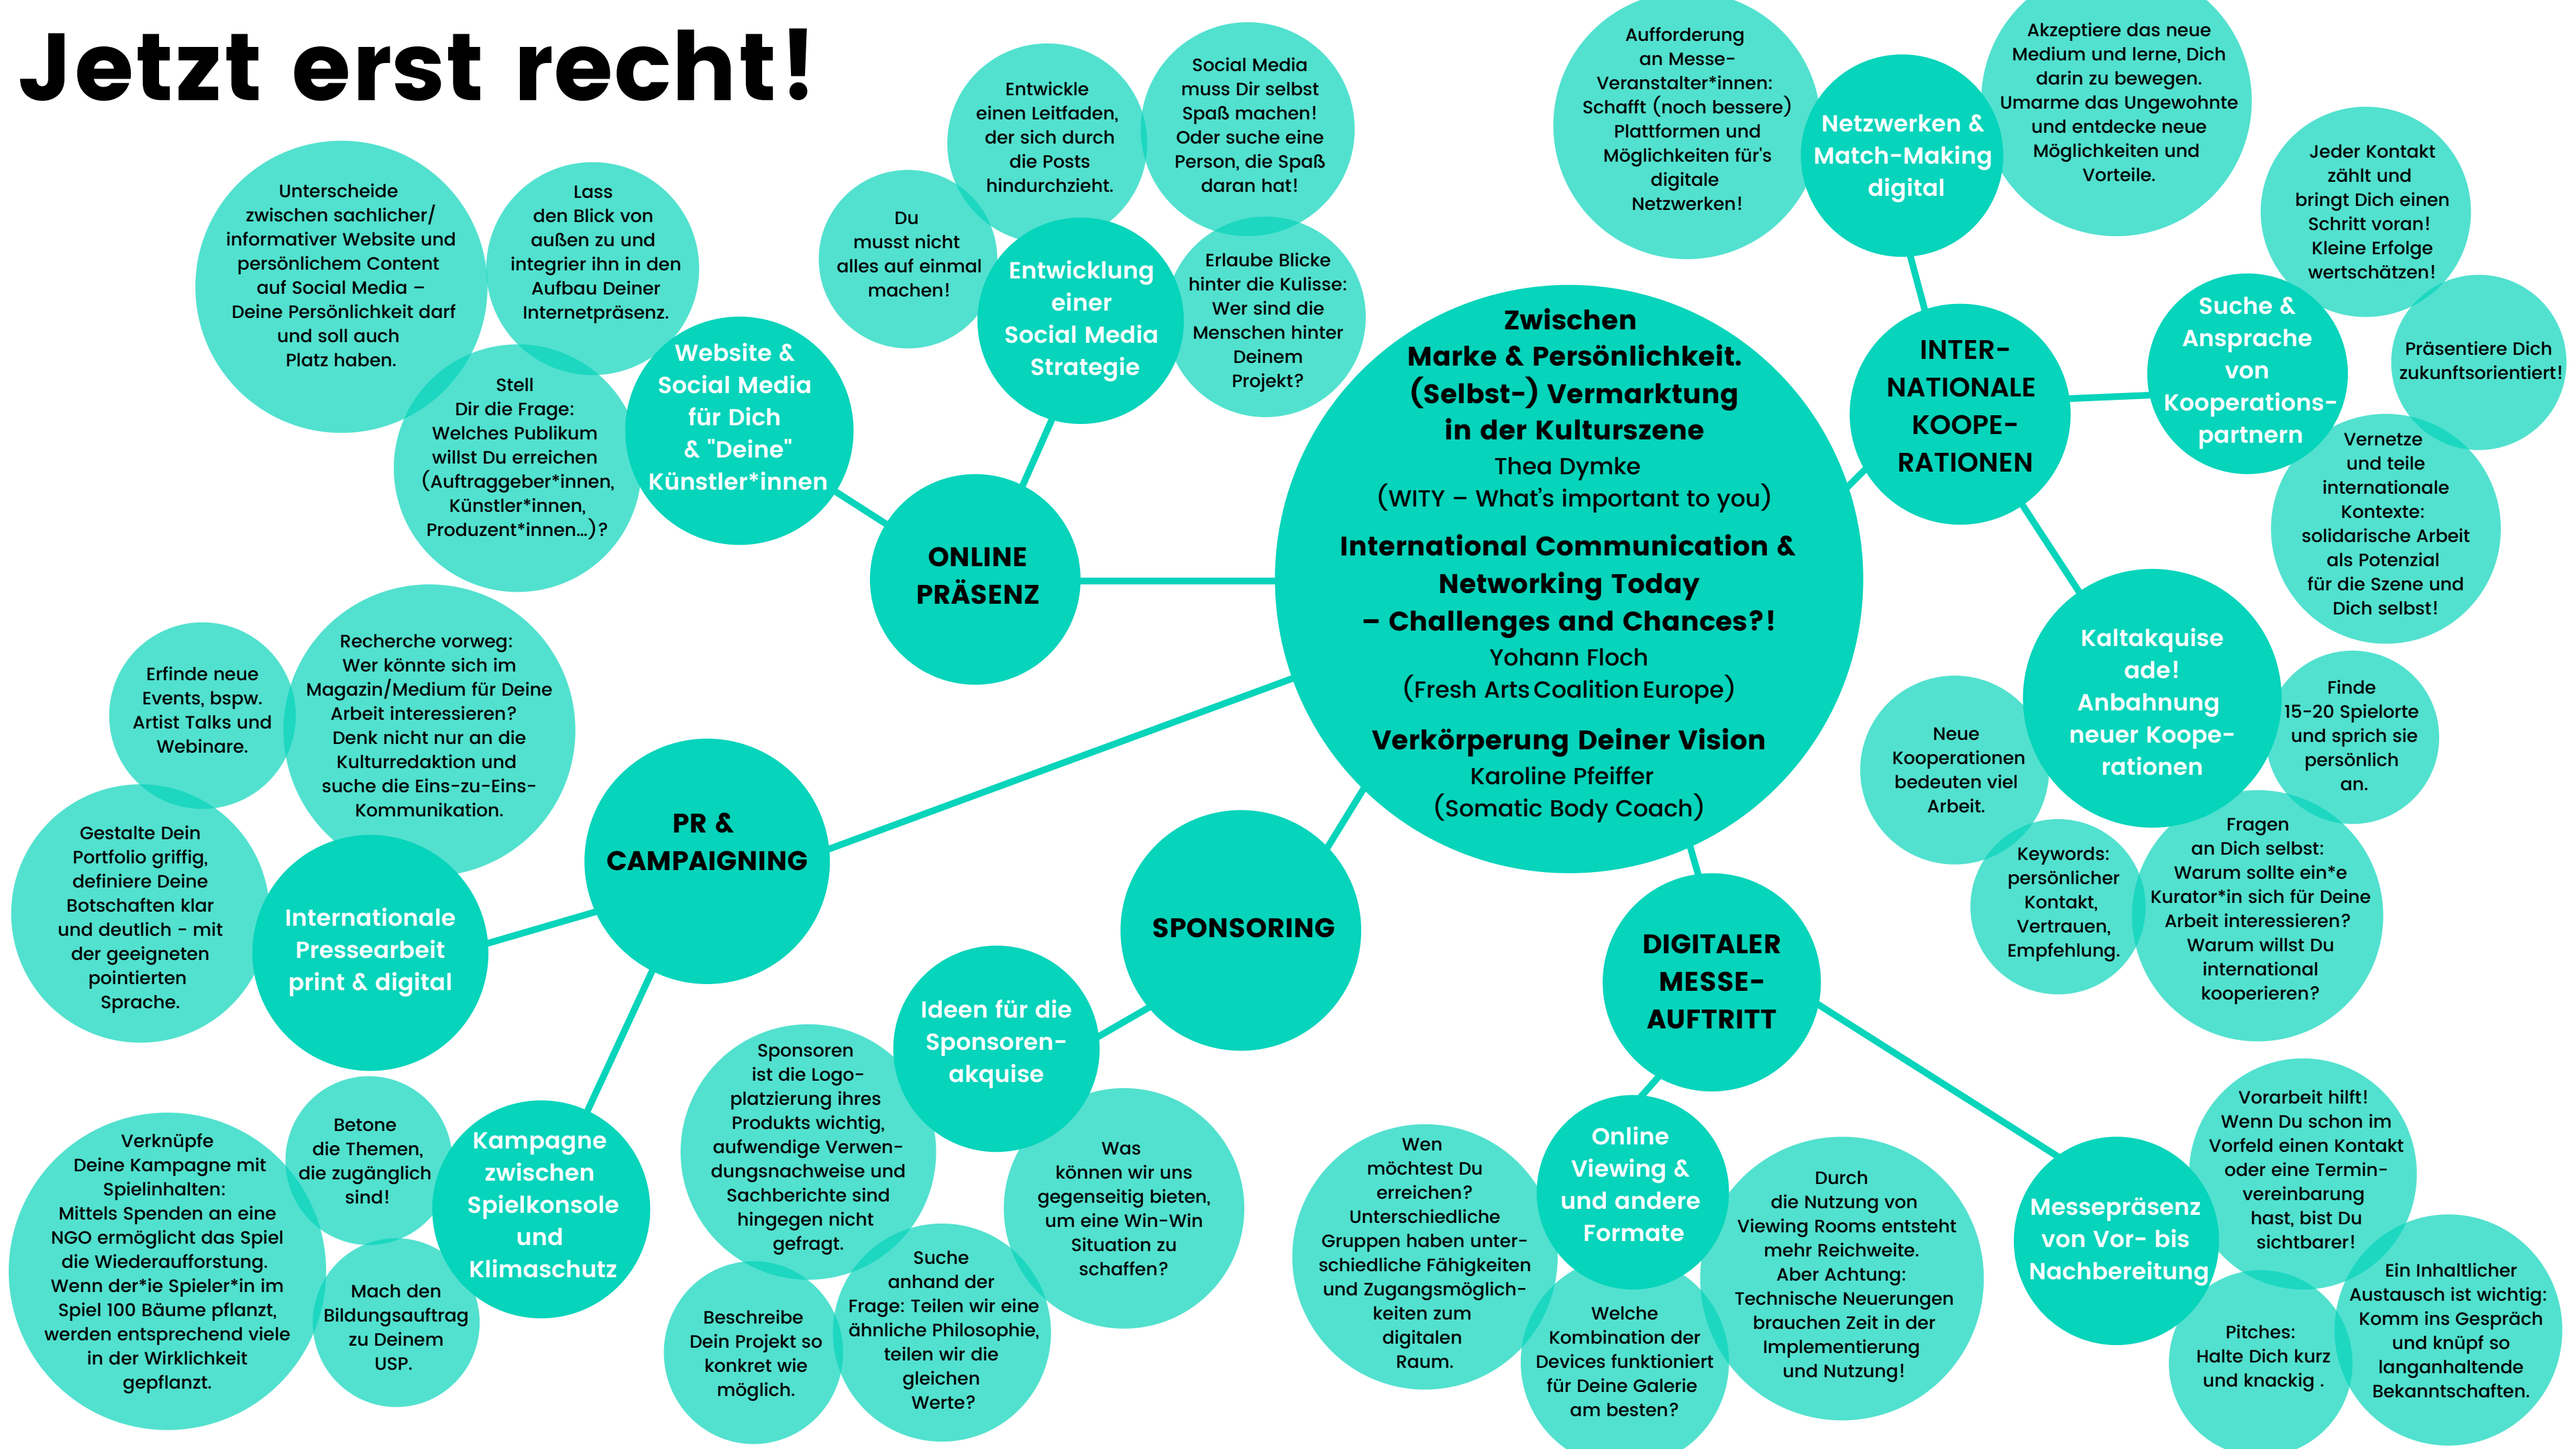 Jetzt erst recht!
Unterscheide
zwischen sachlicher/
informativer Website und
persönlichem Content
auf Social Media –
Deine Persönlichkeit darf
und soll auch
Platz haben.
Lass
den Blick von
außen zu und
integrier ihn in den
Aufbau Deiner
Internetpräsenz.
Stell
Dir die Frage:
Welches Publikum
willst Du erreichen
(Auftraggeber*innen,
Künstler*innen,
Produzent*innen...)?
Website &
Social Media
für Dich
& "Deine"
Künstler*innen
Du
musst nicht
alles auf einmal
machen!
Entwickle
einen Leitfaden,
der sich durch
die Posts
hindurchzieht.
Social Media
muss Dir selbst
Spaß machen!
Oder suche eine
Person, die Spaß
daran hat!
Erlaube Blicke
hinter die Kulisse:
Wer sind die
Menschen hinter
Deinem
Projekt?
Entwicklung
einer
Social Media
Strategie
ONLINE
PRÄSENZ
Zwischen
Marke & Persönlichkeit.
(Selbst-) Vermarktung
in der Kulturszene
Thea Dymke
(WITY – What's important to you)
International Communication &
Networking Today
– Challenges and Chances?!
Yohann Floch
(Fresh Arts Coalition Europe)
Verkörperung Deiner Vision
Karoline Pfeiffer
(Somatic Body Coach)
Aufforderung
an Messe-
Veranstalter*innen:
Schafft (noch bessere)
Plattformen und
Möglichkeiten für's
digitale
Netzwerken!
Netzwerken &
Match-Making
digital
Akzeptiere das neue
Medium und lerne, Dich
darin zu bewegen.
Umarme das Ungewohnte
und entdecke neue
Möglichkeiten und
Vorteile.
INTER-
NATIONALE
KOOPE-
RATIONEN
Jeder Kontakt
zählt und
bringt Dich einen
Schritt voran!
Kleine Erfolge
wertschätzen!
Suche &
Ansprache
von
Kooperations-
partnern
Präsentiere Dich
zukunftsorientiert!
Vernetze
und teile
internationale
Kontexte:
solidarische Arbeit
als Potenzial
für die Szene und
Dich selbst!
Kaltakquise
ade!
Anbahnung
neuer Koope-
rationen
Finde
15-20 Spielorte
und sprich sie
persönlich
an.
Neue
Kooperationen
bedeuten viel
Arbeit.
Keywords:
persönlicher
Kontakt,
Vertrauen,
Empfehlung.
Fragen
an Dich selbst:
Warum sollte ein*e
Kurator*in sich für Deine
Arbeit interessieren?
Warum willst Du
international
kooperieren?
Erfinde neue
Events, bspw.
Artist Talks und
Webinare.
Recherche vorweg:
Wer könnte sich im
Magazin/Medium für Deine
Arbeit interessieren?
Denk nicht nur an die
Kulturredaktion und
suche die Eins-zu-Eins-
Kommunikation.
Gestalte Dein
Portfolio griffig,
definiere Deine
Botschaften klar
und deutlich - mit
der geeigneten
pointierten
Sprache.
Internationale
Pressearbeit
print & digital
PR &
CAMPAIGNING
Verknüpfe
Deine Kampagne mit
Spielinhalten:
Mittels Spenden an eine
NGO ermöglicht das Spiel
die Wiederaufforstung.
Wenn der*ie Spieler*in im
Spiel 100 Bäume pflanzt,
werden entsprechend viele
in der Wirklichkeit
gepflanzt.
Betone
die Themen,
die zugänglich
sind!
Mach den
Bildungsauftrag
zu Deinem
USP.
Kampagne
zwischen
Spielkonsole
und
Klimaschutz
SPONSORING
Ideen für die
Sponsoren-
akquise
Sponsoren
ist die Logo-
platzierung ihres
Produkts wichtig,
aufwendige Verwen-
dungsnachweise und
Sachberichte sind
hingegen nicht
gefragt.
Was
können wir uns
gegenseitig bieten,
um eine Win-Win
Situation zu
schaffen?
Suche
anhand der
Frage: Teilen wir eine
ähnliche Philosophie,
teilen wir die
gleichen
Werte?
Beschreibe
Dein Projekt so
konkret wie
möglich.
DIGITALER
MESSE-
AUFTRITT
Online
Viewing &
und andere
Formate
Wen
möchtest Du
erreichen?
Unterschiedliche
Gruppen haben unter-
schiedliche Fähigkeiten
und Zugangsmöglich-
keiten zum
digitalen
Raum.
Welche
Kombination der
Devices funktioniert
für Deine Galerie
am besten?
Durch
die Nutzung von
Viewing Rooms entsteht
mehr Reichweite.
Aber Achtung:
Technische Neuerungen
brauchen Zeit in der
Implementierung
und Nutzung!
Messepräsenz
von Vor- bis
Nachbereitung
Vorarbeit hilft!
Wenn Du schon im
Vorfeld einen Kontakt
oder eine Termin-
vereinbarung
hast, bist Du
sichtbarer!
Pitches:
Halte Dich kurz
und knackig .
Ein Inhaltlicher
Austausch ist wichtig:
Komm ins Gespräch
und knüpf so
langanhaltende
Bekanntschaften.